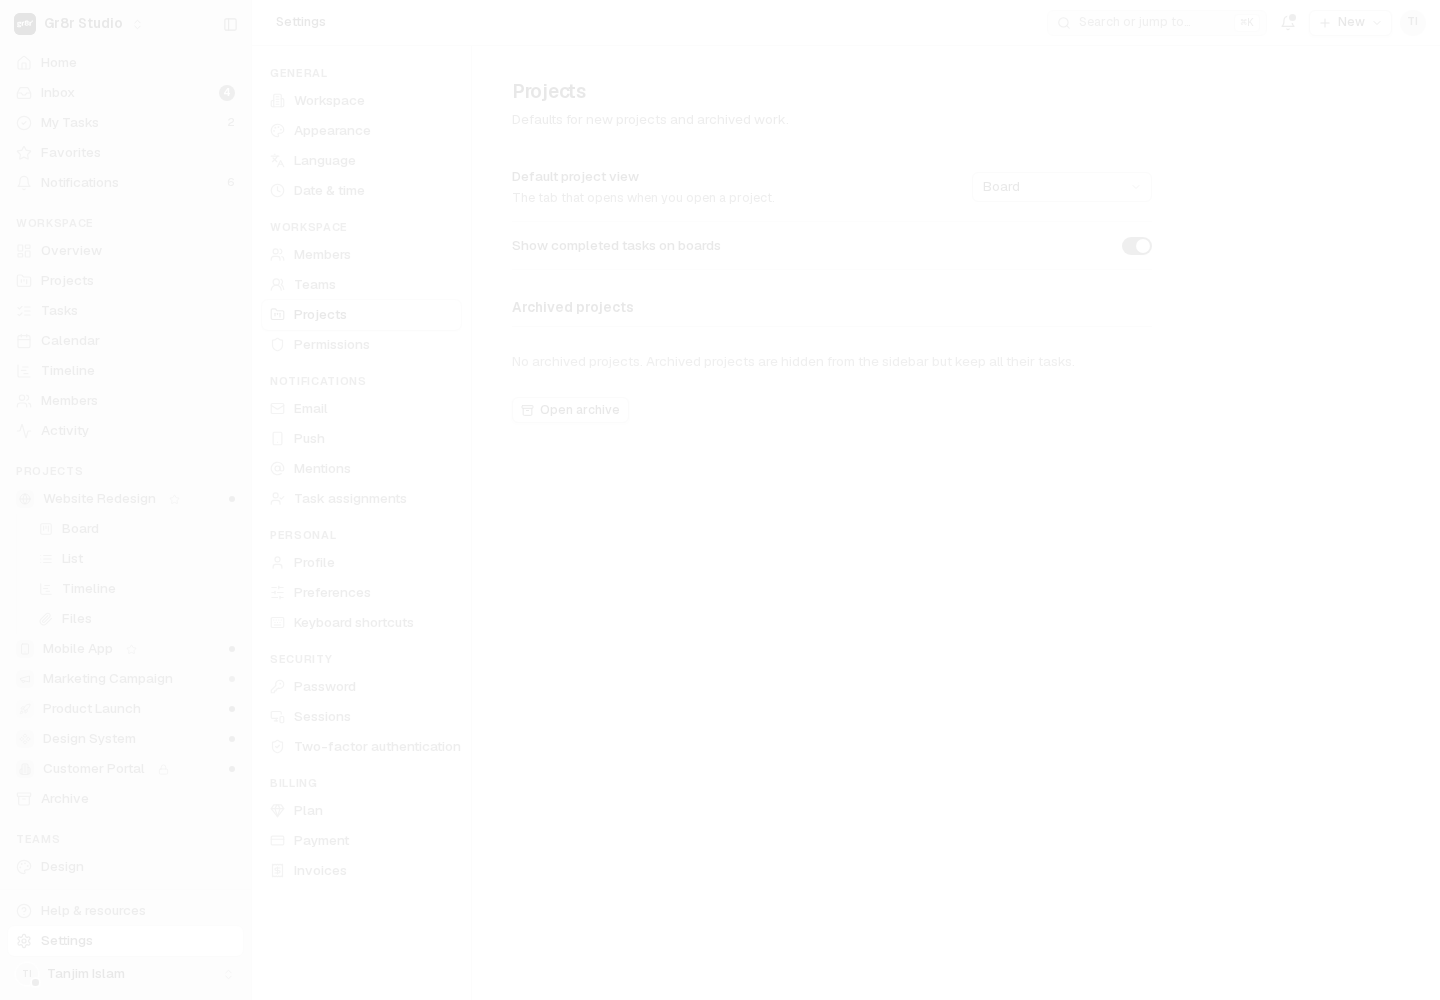 gr8r Gr8r Studio
Home
Inbox 4
My Tasks 2
Favorites
Notifications 6
WORKSPACE
Overview
Projects
Tasks
Calendar
Timeline
Members
Activity
PROJECTS
Website Redesign
Board
List
Timeline
Files
Mobile App
Marketing Campaign
Product Launch
Design System
Customer Portal
Archive
TEAMS
Design
Help & resources
Settings
TI Tanjim Islam
Settings
Search or jump to... ⌘K
New
TI
GENERAL
Workspace
Appearance
Language
Date & time
WORKSPACE
Members
Teams
Projects
Permissions
NOTIFICATIONS
Email
Push
Mentions
Task assignments
PERSONAL
Profile
Preferences
Keyboard shortcuts
SECURITY
Password
Sessions
Two-factor authentication
BILLING
Plan
Payment
Invoices
Projects
Defaults for new projects and archived work.
Default project view
The tab that opens when you open a project.
Board
Show completed tasks on boards
Archived projects
No archived projects. Archived projects are hidden from the sidebar but keep all their tasks.
Open archive